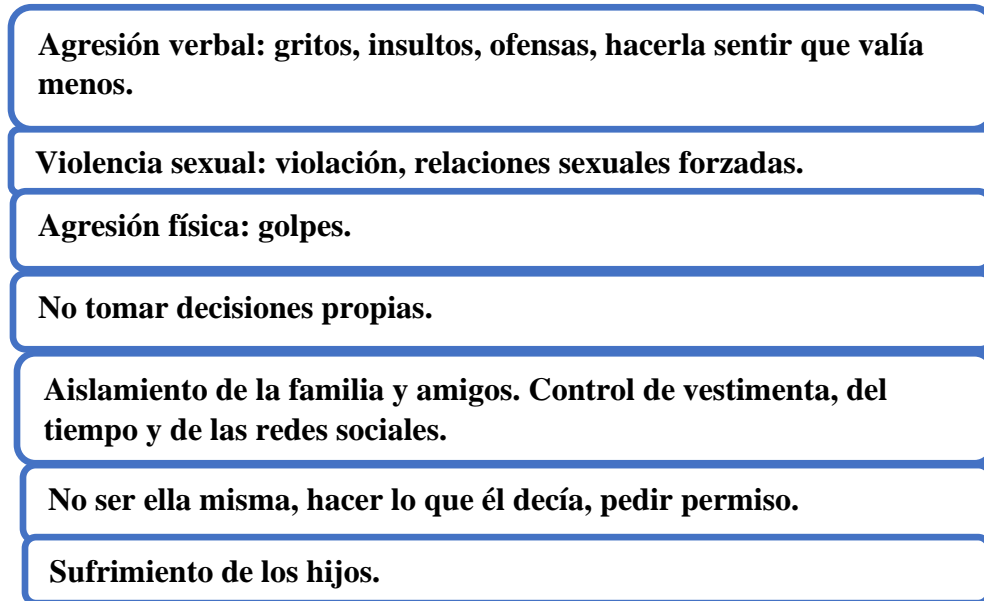 Agresión verbal: gritos, insultos, ofensas, hacerla sentir que valía
menos.
Violencia sexual: violación, relaciones sexuales forzadas.
Agresión física: golpes.
No tomar decisiones propias.
Aislamiento de la familia y amigos. Control de vestimenta, del
tiempo y de las redes sociales.
No ser ella misma, hacer lo que él decía, pedir permiso.
Sufrimiento de los hijos.